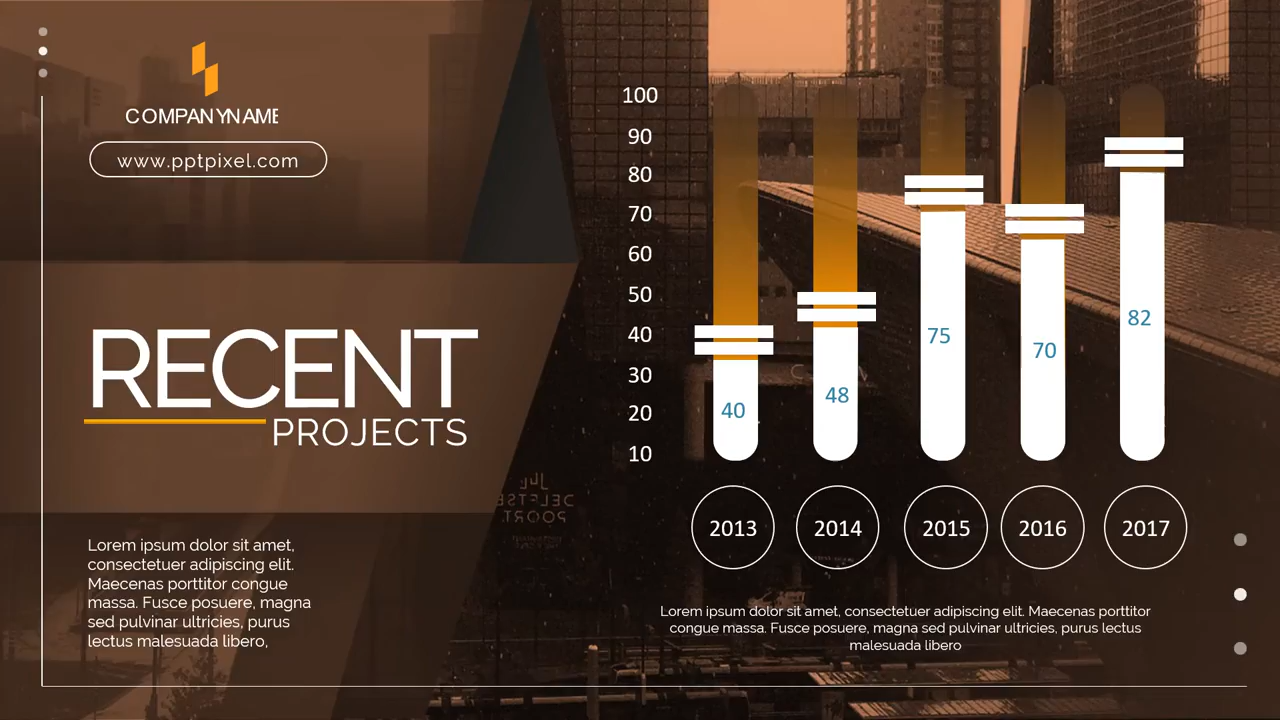 COMPANYNAME
www.pptpixel.com
RECENT
PROJECTS
Lorem ipsum dolor sit amet,
consectetuer adipiscing elit.
Maecenas porttitor congue
massa. Fusce posuere, magna
sed pulvinar ultricies, purus
lectus malesuada libero,
100
90
80
70
60
50
40
30
20
10
40
48
75
70
82
2013
2014
2015
2016
2017
Lorem ipsum dolor sit amet, consectetuer adipiscing elit. Maecenas porttitor
congue massa. Fusce posuere, magna sed pulvinar ultricies, purus lectus
malesuada libero
DELFTSE
POORT